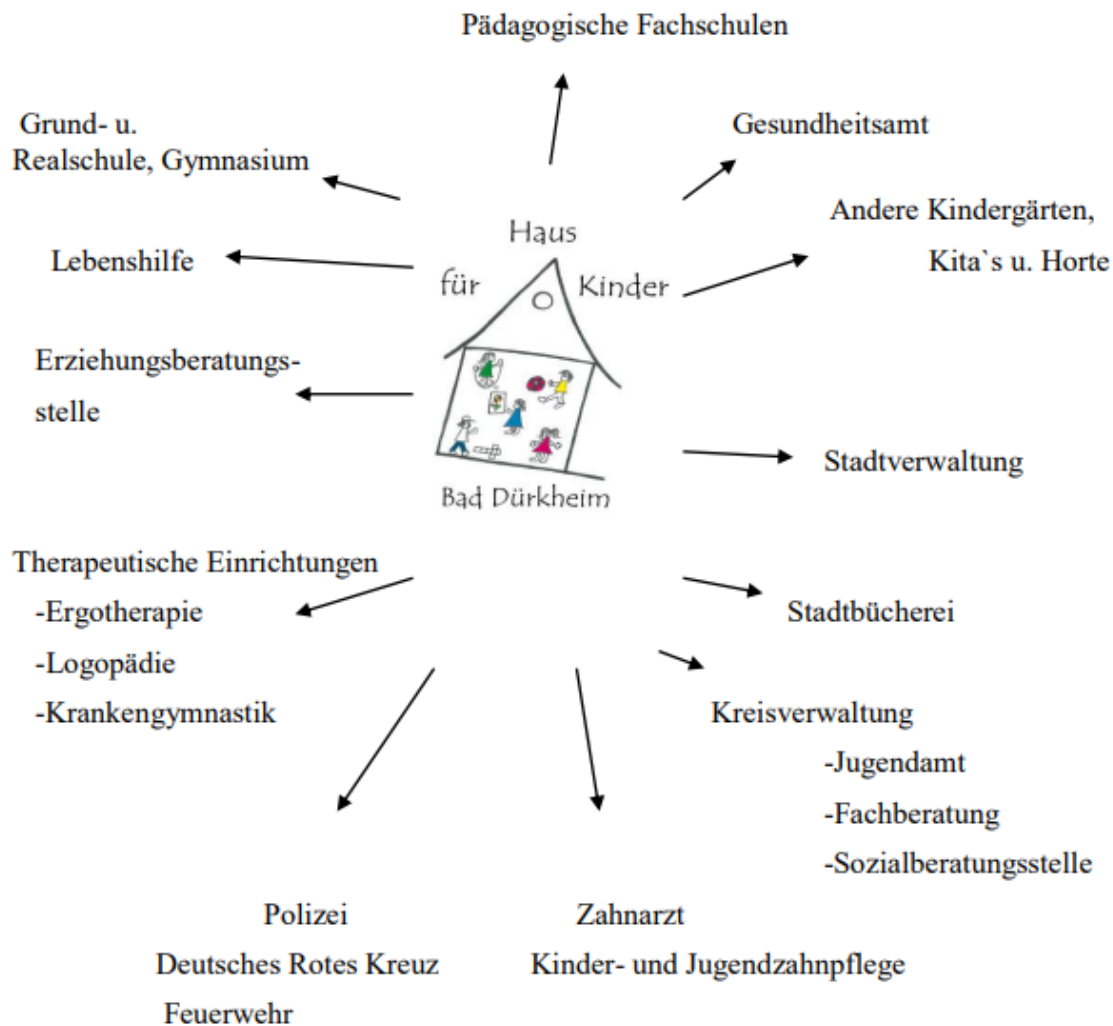 Pädagogische Fachschulen
Grund- u.
Realschule, Gymnasium
Gesundheitsamt
Andere Kindergärten,
Kita`s u. Horte
Lebenshilfe
Haus
für Kinder
Erziehungsberatungs-
stelle
Stadtverwaltung
Bad Dürkheim
Therapeutische Einrichtungen
-Ergotherapie
-Logopädie
-Krankengymnastik
Stadtbücherei
Kreisverwaltung
-Jugendamt
-Fachberatung
-Sozialberatungsstelle
Polizei
Deutsches Rotes Kreuz
Feuerwehr
Zahnarzt
Kinder- und Jugendzahnpflege